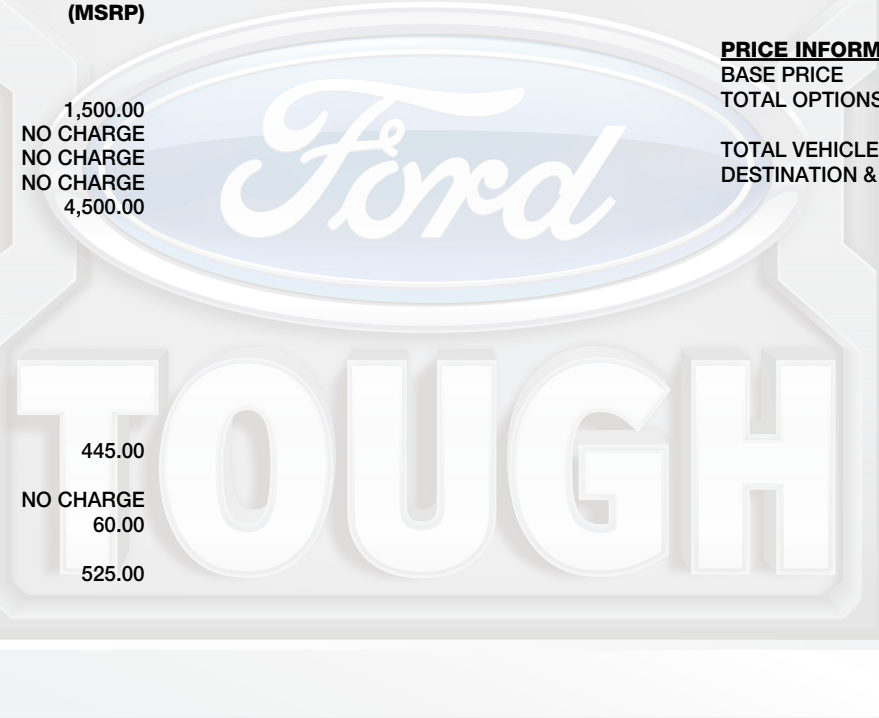 (MSRP)
1,500.00
NO CHARGE
NO CHARGE
NO CHARGE
4,500.00
445.00
NO CHARGE
60.00
525.00
PRICE INFORM
BASE PRICE
TOTAL OPTIONS
TOTAL VEHICLE
DESTINATION &
Ford
TOUGH